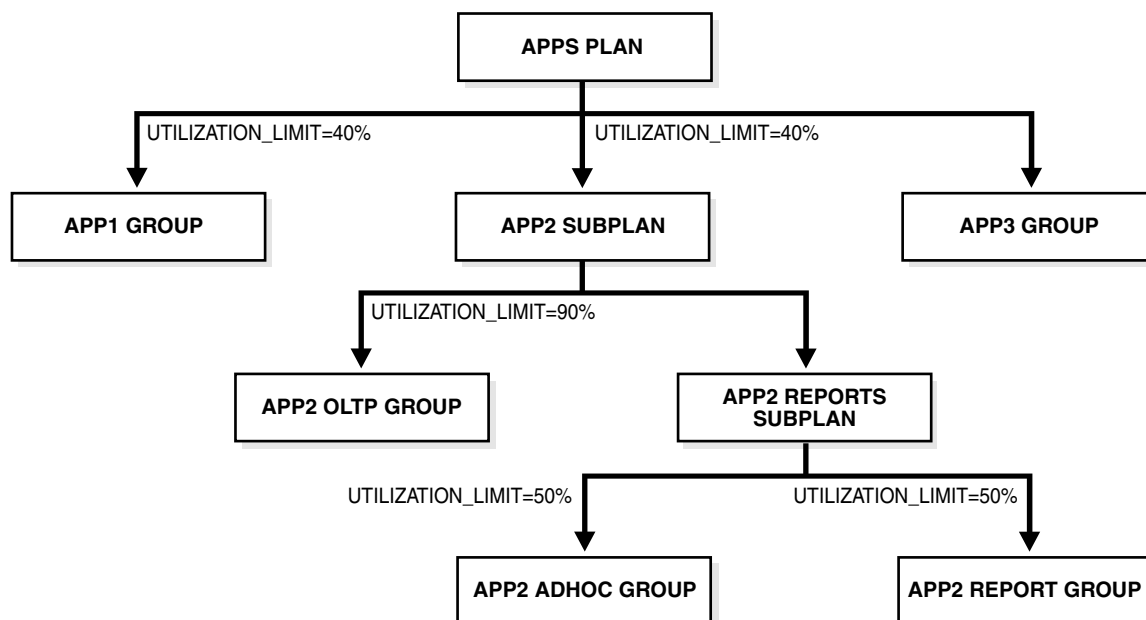 APPS PLAN
UTILIZATION_LIMIT=40%
UTILIZATION_LIMIT=40%
APP1 GROUP
APP2 SUBPLAN
APP3 GROUP
UTILIZATION_LIMIT=90%
APP2 OLTP GROUP
APP2 REPORTS
SUBPLAN
UTILIZATION_LIMIT=50%
UTILIZATION_LIMIT=50%
APP2 ADHOC GROUP
APP2 REPORT GROUP